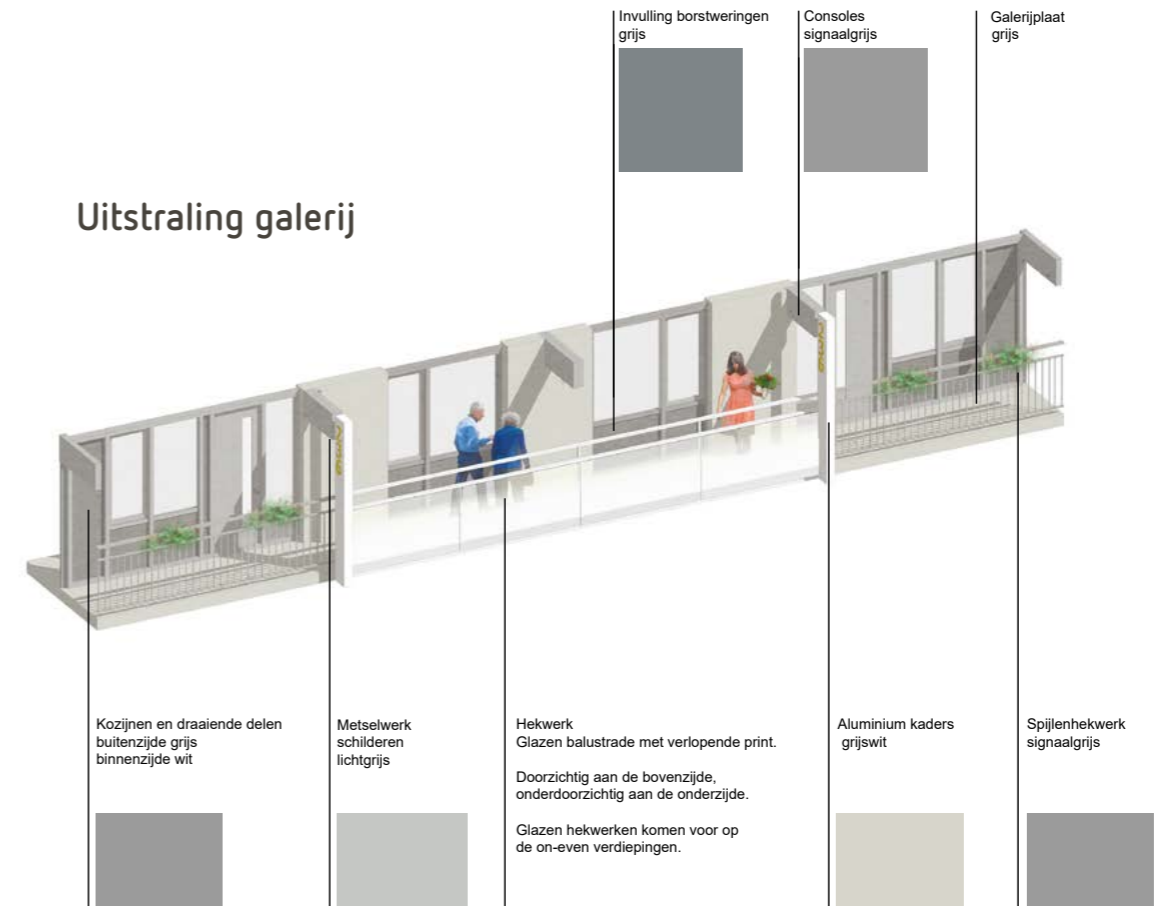 Invulling borstweringen
grijs
Consoles
signaalgrijs
Galerijplaat
grijs
Uitstraling galerij
Kozijnen en draaiende delen
buitenzijde grijs
binnenzijde wit
Metselwerk
schilderen
lichtgrijs
Hekwerk
Glazen balustrade met verlopende print.
Doorzichtig aan de bovenzijde,
onderdoorzichtig aan de onderzijde.
Glazen hekwerken komen voor op
de on-even verdiepingen.
Aluminium kaders
grijswit
Spijlenhekwerk
signaalgrijs